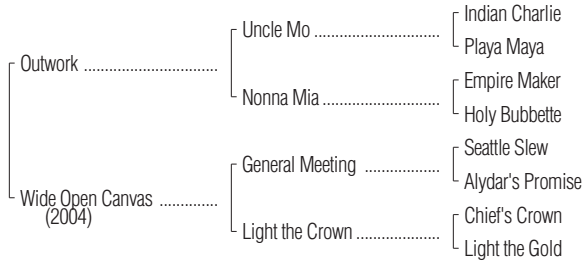 Indian Charlie
Uncle Mo ................................
Playa Maya
Outwork ..................................
Empire Maker
Nonna Mia ..............................
Holy Bubbette
Seattle Slew
General Meeting ...................
Alydar's Promise
Wide Open Canvas ...............
(2004)
Chief's Crown
Light the Crown .....................
Light the Gold